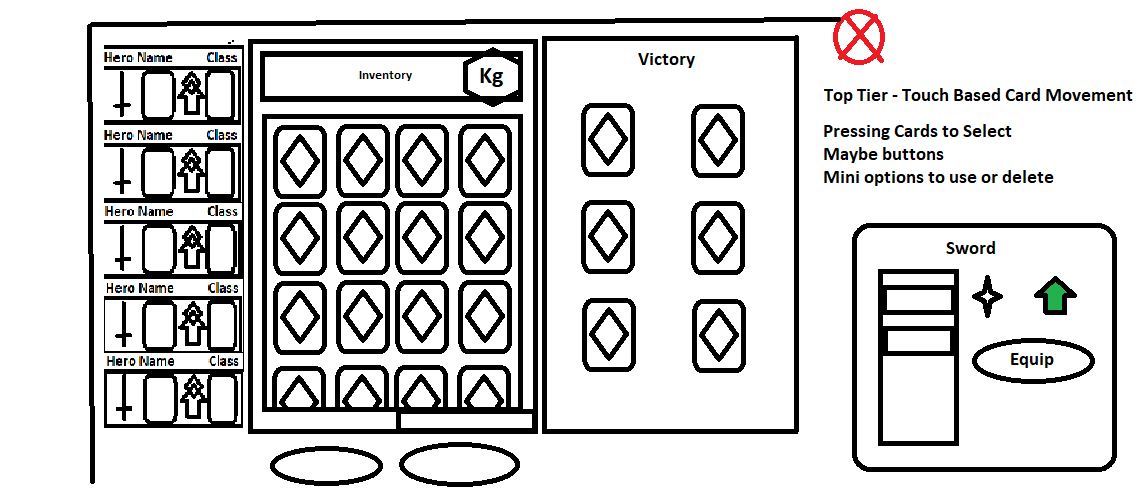 Hero Name Class
Hero Name Class
Hero Name Class
Hero Name Class
Hero Name Class
Inventory
Kg
Victory
Top Tier - Touch Based Card Movement
Pressing Cards to Select
Maybe buttons
Mini options to use or delete
Sword
Equip